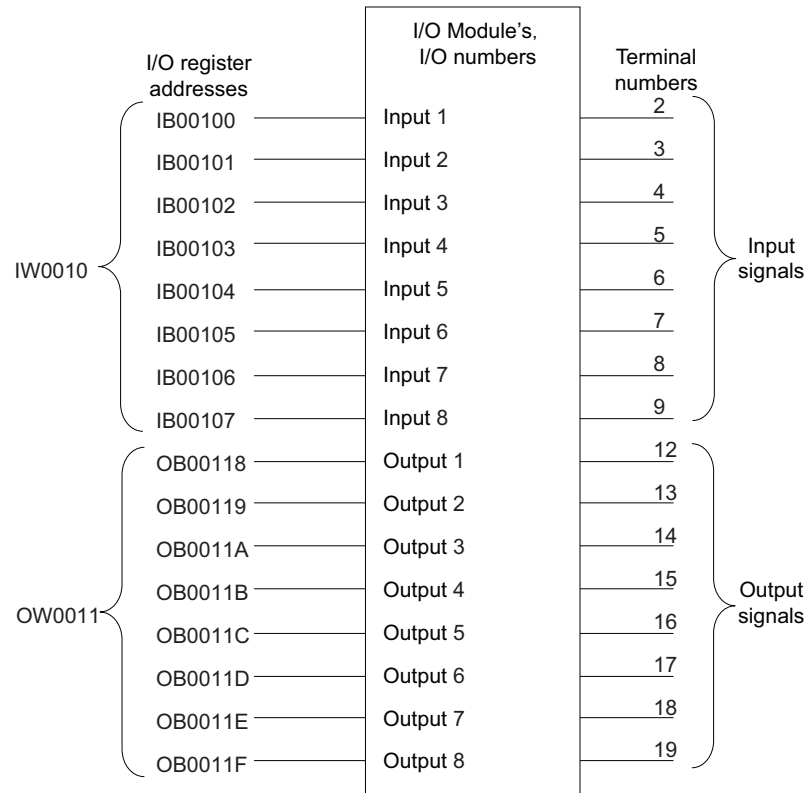 I/O Module's,
I/O numbers
I/O register
addresses
Terminal
numbers
IB00100 Input 1 2
IB00101 Input 2 3
IB00102 Input 3 4
IB00103 Input 4 5
IW0010
Input
signals
IB00104 Input 5 6
IB00105 Input 6 7
IB00106 Input 7 8
IB00107 Input 8 9
OB00118 Output 1 12
OB00119 Output 2 13
OB0011A Output 3 14
OB0011B Output 4 15
OW0011
Output
signals
OB0011C Output 5 16
OB0011D Output 6 17
OB0011E Output 7 18
OB0011F Output 8 19